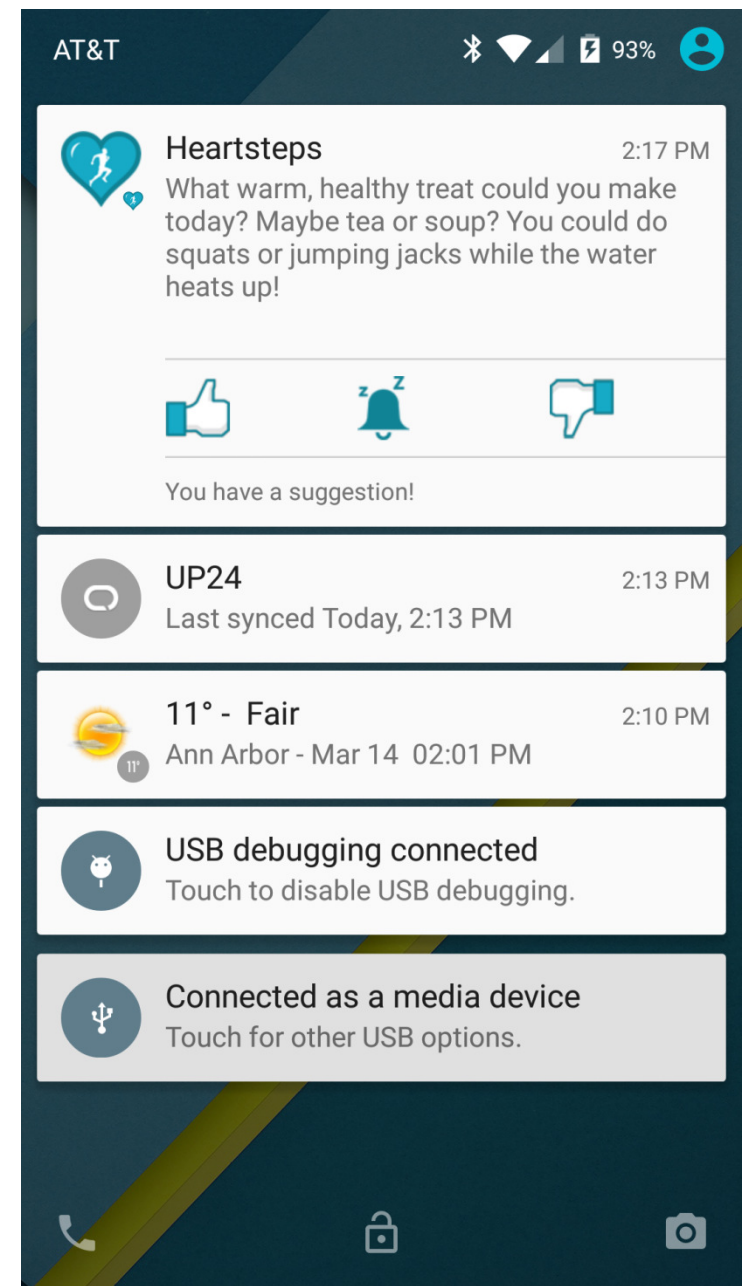 AT&T
93%
Heartsteps
2:17 PM
What warm, healthy treat could you make
today? Maybe tea or soup? You could do
squats or jumping jacks while the water
heats up!
z z
You have a suggestion!
UP24
2:13 PM
Last synced Today, 2:13 PM
11° - Fair
2:10 PM
11°
Ann Arbor - Mar 14 02:01 PM
USB debugging connected
Touch to disable USB debugging.
Connected as a media device
Touch for other USB options.